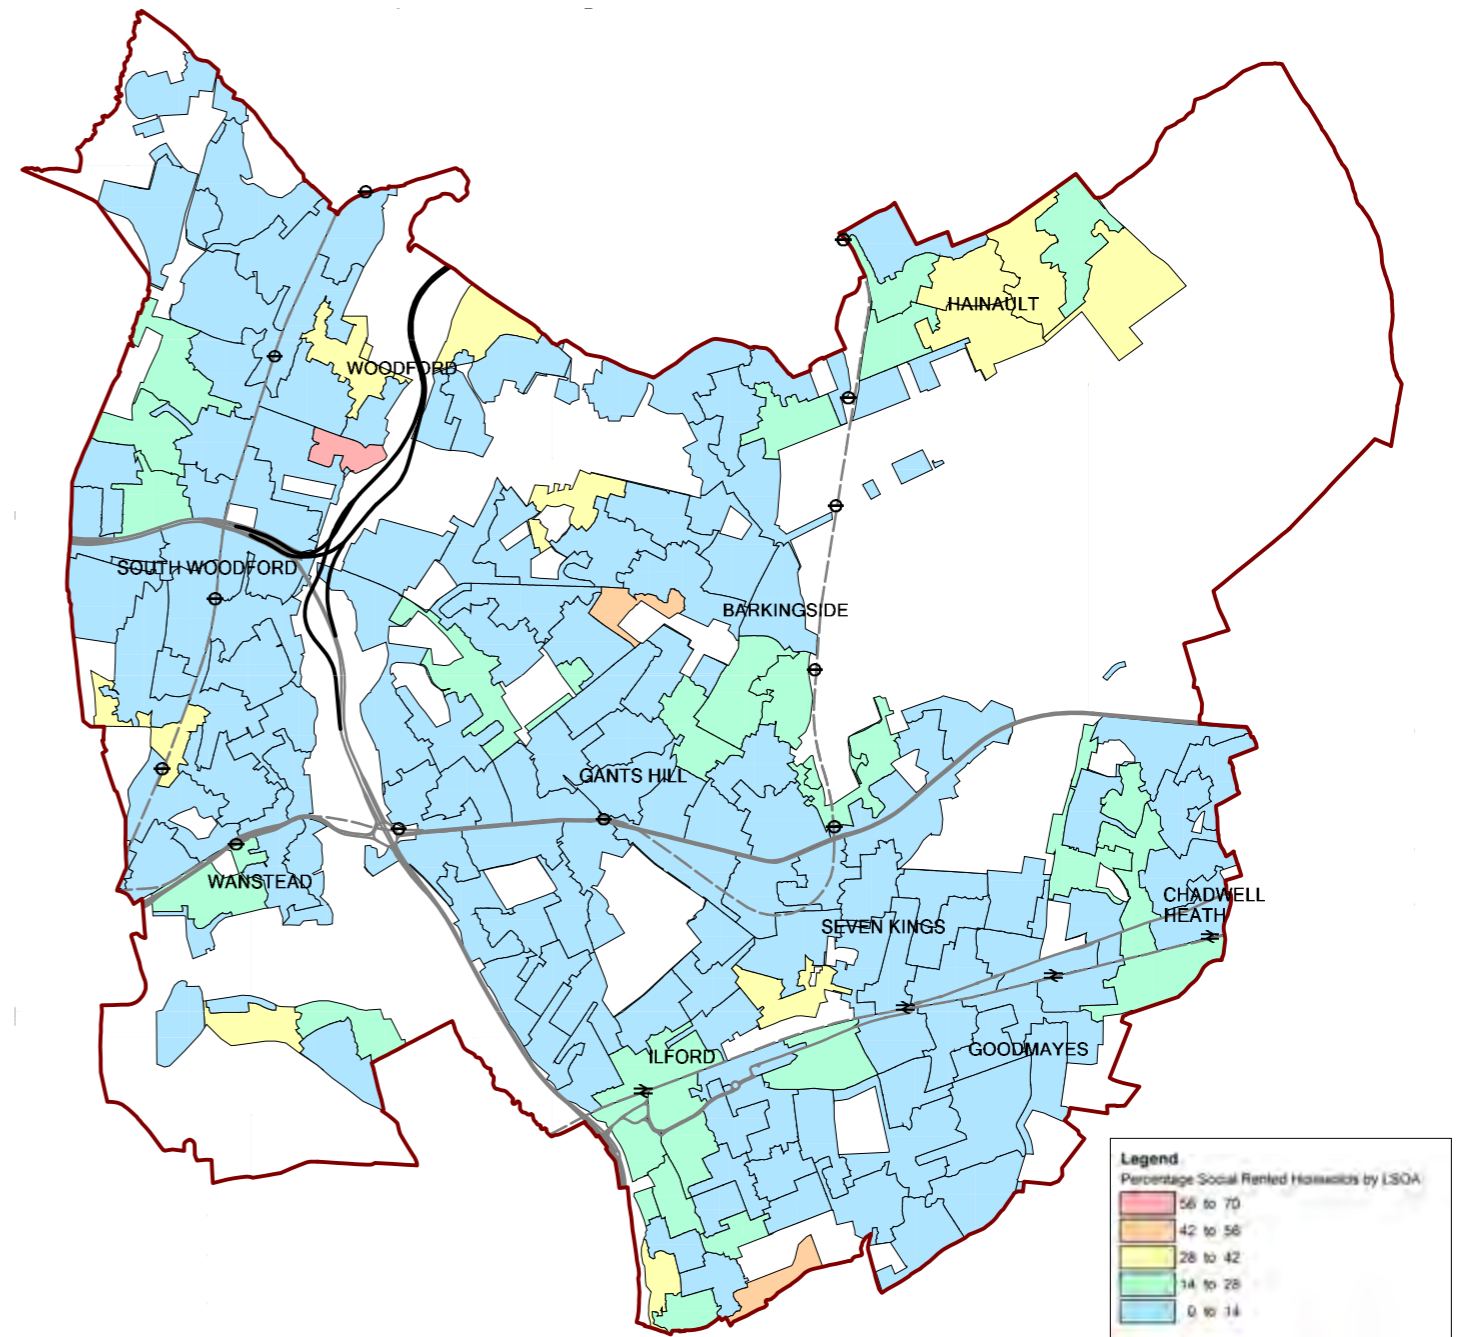 HAINAULT
WOODFORD
SOUTH WOODFORD
BARKINGSIDE
GANTS HILL
WANSTEAD
CHADWELL
HEATH
SEVEN KINGS
GOODMAYES
ILFORD
Legend
Percentage Social Rented by LSOA
56 to 70
42 to 56
28 to 42
14 to 28
0 to 14